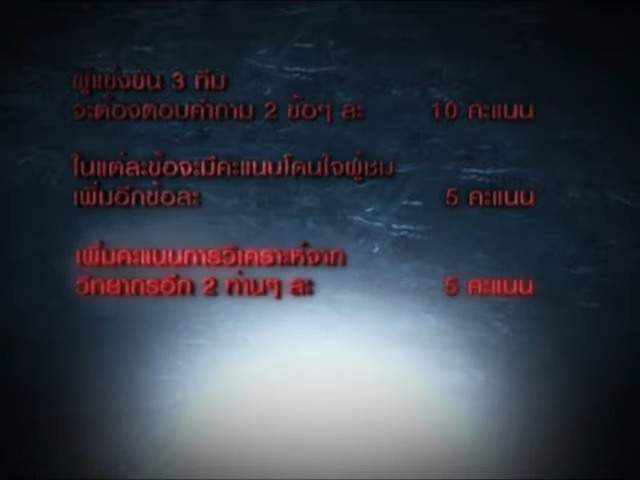 ผู้แข่งขัน 3 ทีม
จะต้องตอบคำถาม 2 ข้อๆ ละ 10 คะแนน
ในแต่ละข้อจะมีคะแนนโดนใจผู้ชม
เพิ่มอีกข้อละ 5 คะแนน
เพิ่มคะแนนการวิเคราะห์จาก
วิทยากรอีก 2 ท่านๆ ละ 5 คะแนน